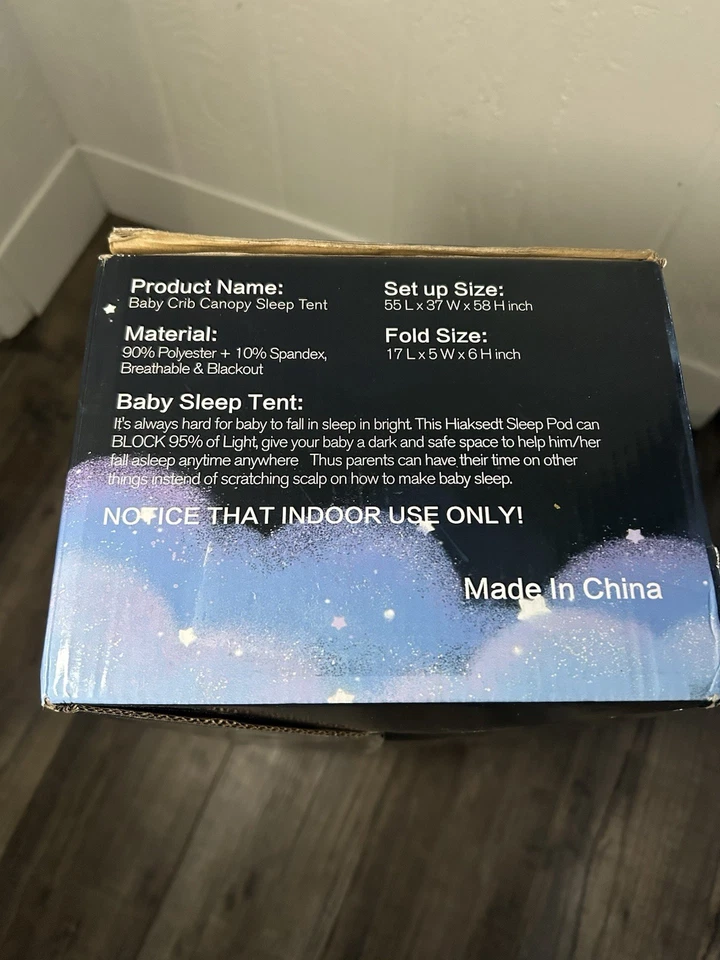 Product Name:
Baby Crib Canopy Sleep Tent
Set up Size:
55 L x 37 W x 58 H inch
Material:
90% Polyester + 10% Spandex,
Breathable & Blackout
Fold Size:
17 L x 5 W x 6 H inch
Baby Sleep Tent:
It's always hard for baby to fall in sleep in bright. This Hiaksedt Sleep Pod can
BLOCK 95% of Light, give your baby a dark and safe space to help him/her
fall asleep anytime anywhere Thus parents can have their time on other
things instend of scratching scalp on how to make baby sleep.
NOTICE THAT INDOOR USE ONLY!
Made In China